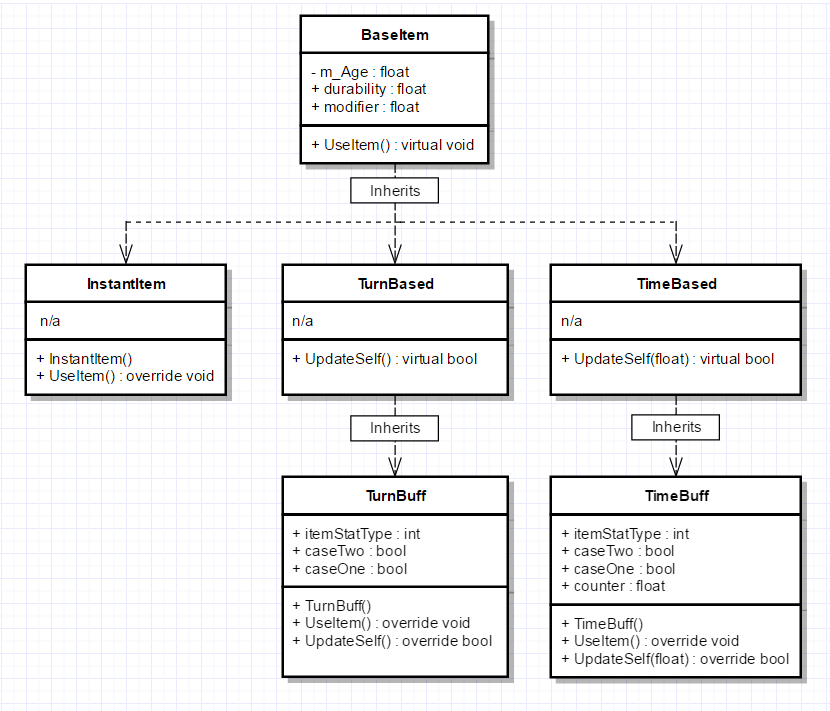 BaseItem
- m_Age : float
+ durability : float
+ modifier : float
+ UseItem() : virtual void
Inherits
InstantItem
n/a
+ InstantItem()
+ UseItem() : override void
TurnBased
n/a
+ UpdateSelf() : virtual bool
TimeBased
n/a
+ UpdateSelf(float) : virtual bool
Inherits
Inherits
TurnBuff
+ itemStatType : int
+ caseTwo : bool
+ caseOne : bool
+ TurnBuff()
+ UseItem() : override void
+ UpdateSelf() : override bool
TimeBuff
+ itemStatType : int
+ caseTwo : bool
+ caseOne : bool
+ counter : float
+ TimeBuff()
+ UseItem() : override void
+ UpdateSelf(float) : override bool